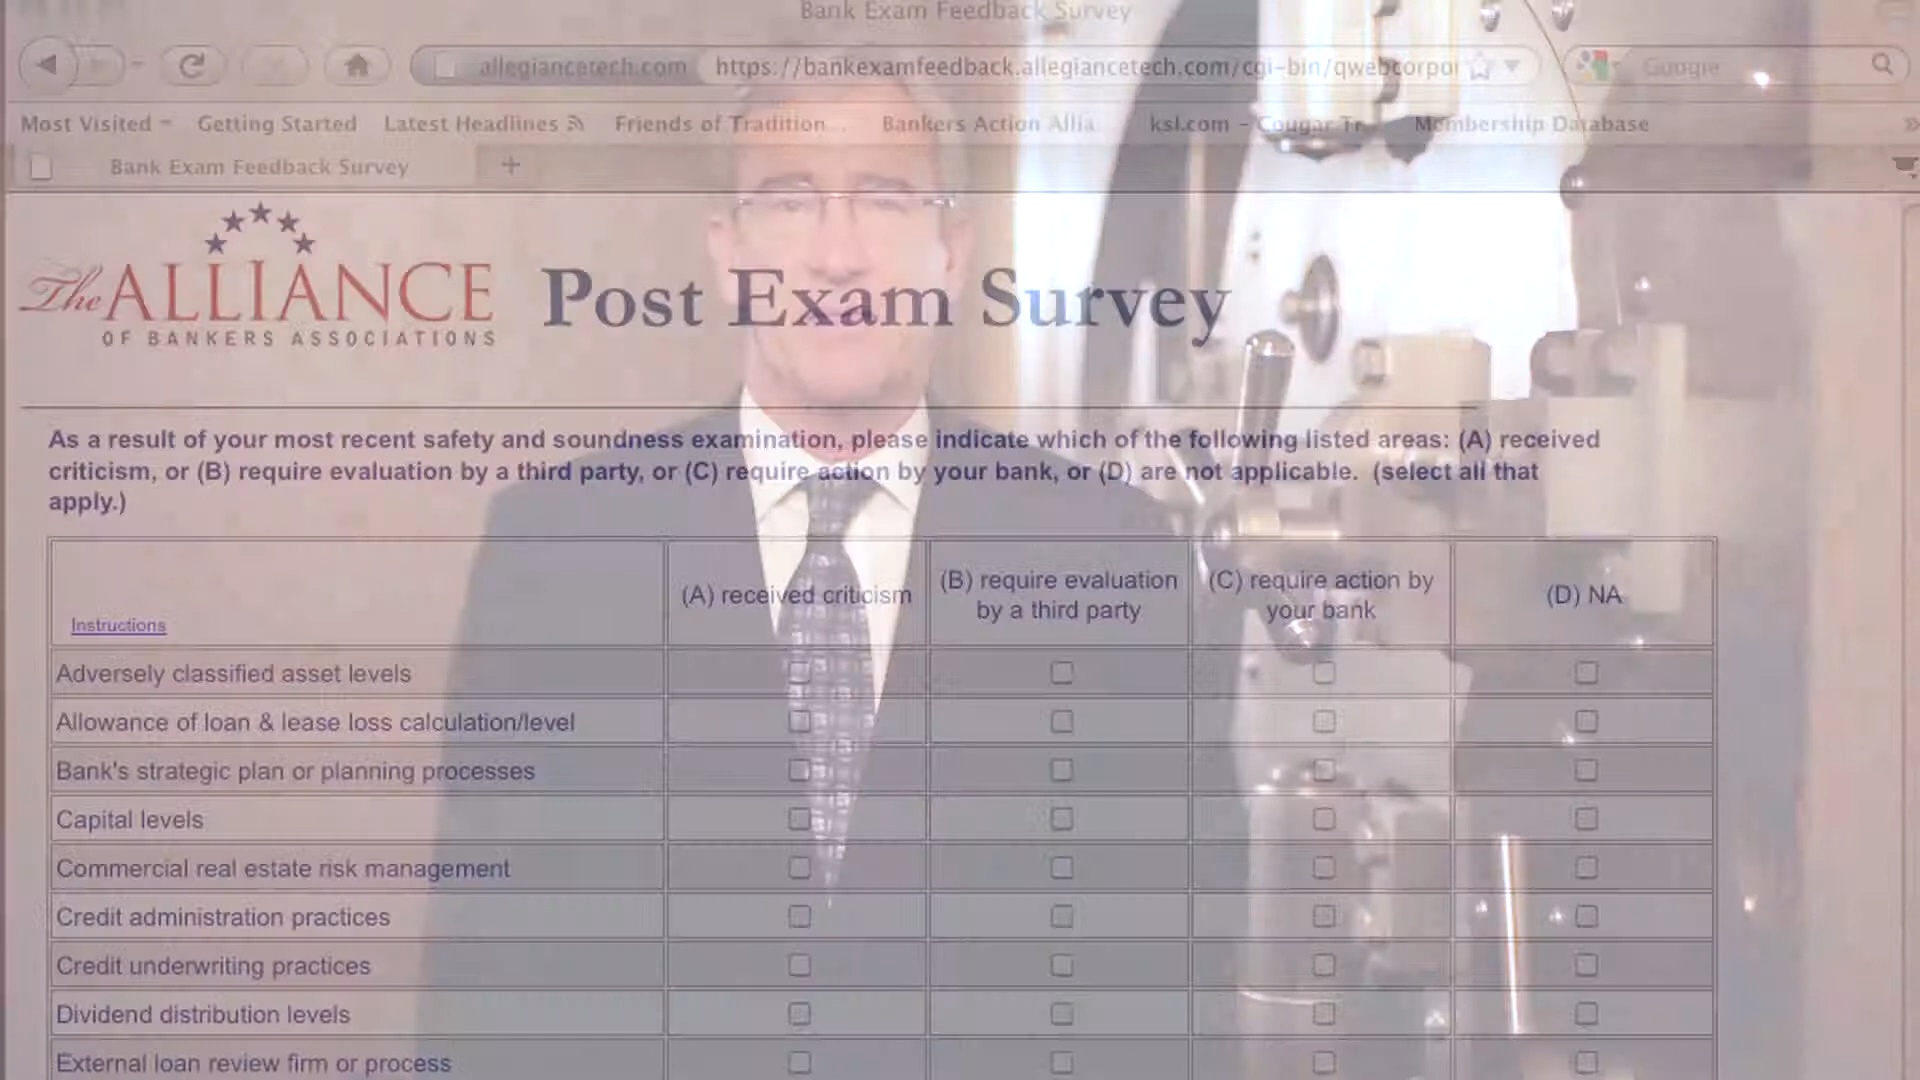 Bank Exam Feedback Survey
allegiancetech.com https://bankexamfeedback.allegiancetech.com/cgi-bin/qwebcorpor
Google
Most Visited Getting Started Latest Headlines Friends of Tradition... Bankers Action Allia ksl.com - Cougar Tr... Membership Database
Bank Exam Feedback Survey
The ALLIANCE
OF BANKERS ASSOCIATIONS
Post Exam Survey
As a result of your most recent safety and soundness examination, please indicate which of the following listed areas: (A) received
criticism, or (B) require evaluation by a third party, or (C) require action by your bank, or (D) are not applicable. (select all that
apply.)
Instructions
(A) received criticism
(B) require evaluation
by a third party
(C) require action by
your bank
(D) NA
Adversely classified asset levels
Allowance of loan & lease loss calculation/level
Bank's strategic plan or planning processes
Capital levels
Commercial real estate risk management
Credit administration practices
Credit underwriting practices
Dividend distribution levels
External loan review firm or process